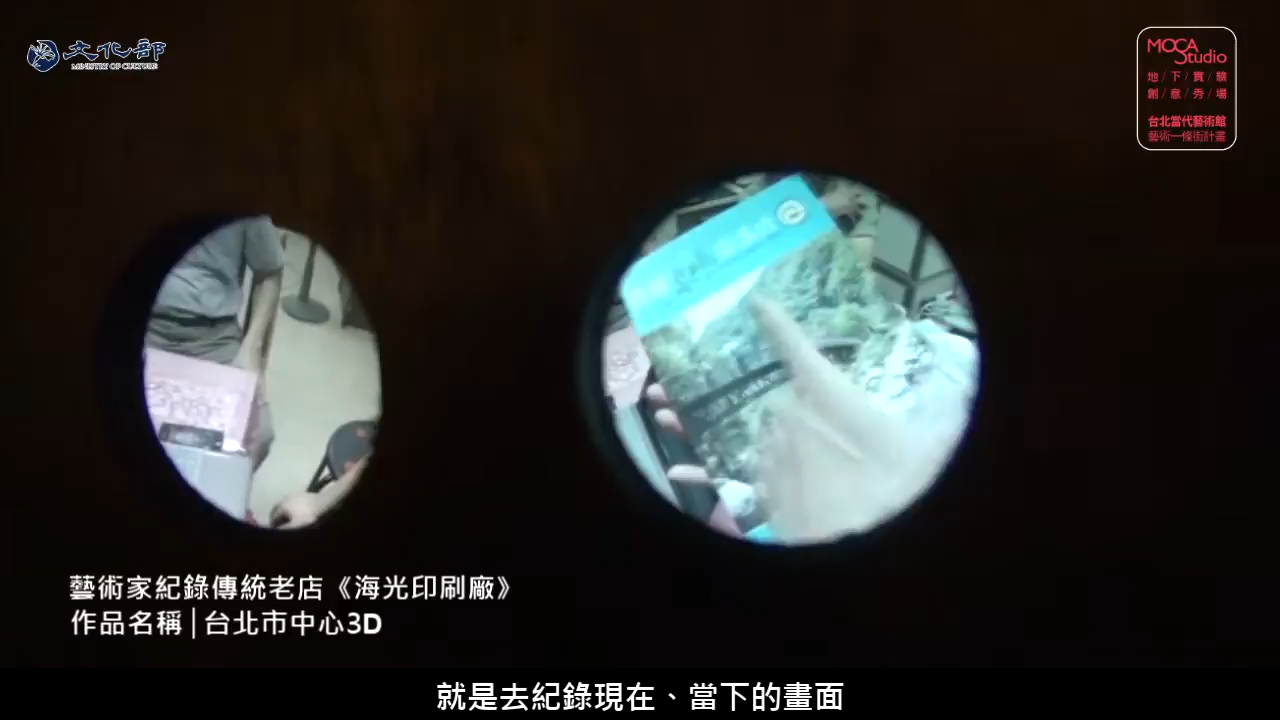 文化部
MINISTRY OF CULTURE
MOCA
Studio
地/下/實/驗
創/意/秀/場
台北當代藝術館
藝術一條街計畫
藝術家紀錄傳統老店《海光印刷廠》
作品名稱│台北市中心3D
就是去紀錄現在、當下的畫面